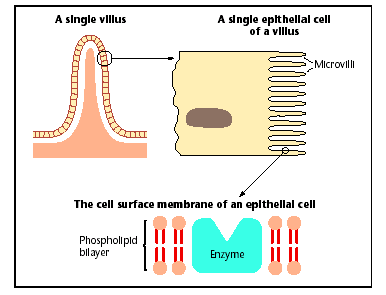 A single villus
A single epithelial cell
of a villus
Microvilli
The cell surface membrane of an epithelial cell
Phospholipid
bilayer
Enzyme